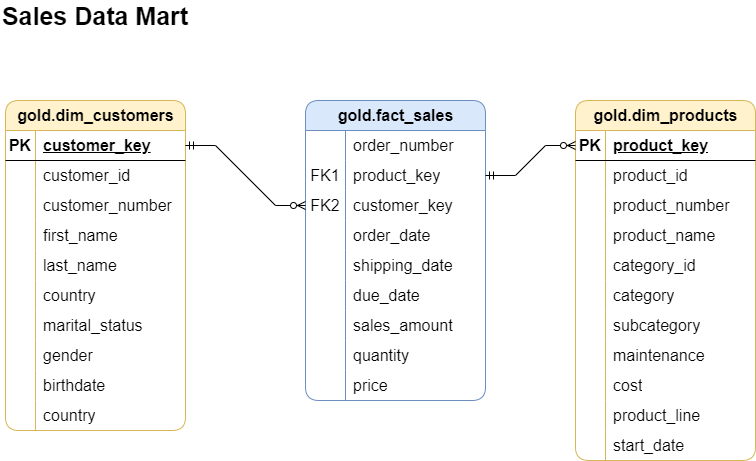 Sales Data Mart
gold.dim_customers
PK customer_key
customer_id
customer_number
first_name
last_name
country
marital_status
gender
birthdate
country
gold.fact_sales
order_number
FK1 product_key
FK2 customer_key
order_date
shipping_date
due_date
sales_amount
quantity
price
gold.dim_products
PK product_key
product_id
product_number
product_name
category_id
category
subcategory
maintenance
cost
product_line
start_date